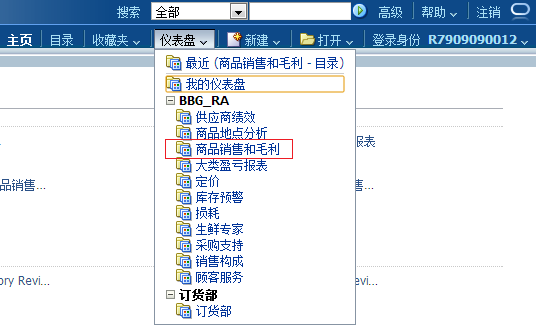 搜索 全部 高级 帮助 注销
主页 目录 收藏夹 仪表盘 新建 打开 登录身份 R7909090012
最近 (商品销售和毛利 - 目录)
我的仪表盘
BBG_RA
供应商绩效
商品地点分析
商品销售和毛利
报表
大类盈亏报表
定价
品销售...
售...
库存预警
损耗
生鲜专家
采购支持
销售构成
顾客服务
ory Revi...
evi...
订货部
订货部